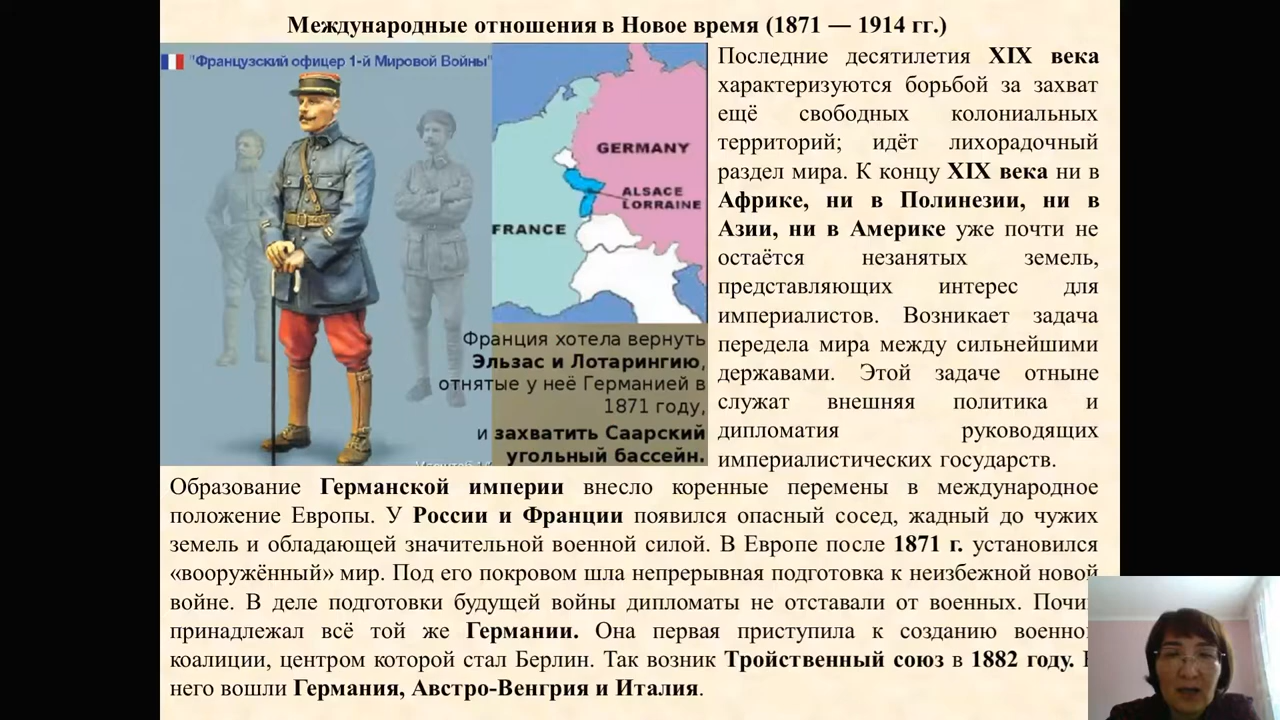 Международные отношения в Новое время (1871 — 1914 гг.)
"Французский офицер 1-й Мировой Войны"
GERMANY
ALSACE
LORRAINE
FRANCE
Франция хотела вернуть
Эльзас и Лотарингию,
отнятые у неё Германией в
1871 году,
и захватить Саарский
угольный бассейн.
Последние десятилетия XIX века
характеризуются борьбой за захват
ещё свободных колониальных
территорий; идёт лихорадочный
раздел мира. К концу XIX века ни в
Африке, ни в Полинезии, ни в
Азии, ни в Америке уже почти не
остаётся незанятых земель,
представляющих интерес для
империалистов. Возникает задача
передела мира между сильнейшими
державами. Этой задаче отныне
служат внешняя политика и
дипломатия руководящих
империалистических государств.
Образование Германской империи внесло коренные перемены в международное
положение Европы. У России и Франции появился опасный сосед, жадный до чужих
земель и обладающей значительной военной силой. В Европе после 1871 г. установился
«вооружённый» мир. Под его покровом шла непрерывная подготовка к неизбежной новой
войне. В деле подготовки будущей войны дипломаты не отставали от военных.
принадлежал всё той же Германии. Она первая приступила к созданию
коалиции, центром которой стал Берлин. Так возник Тройственный союз в 1882 году.
него вошли Германия, Австро-Венгрия и Италия.